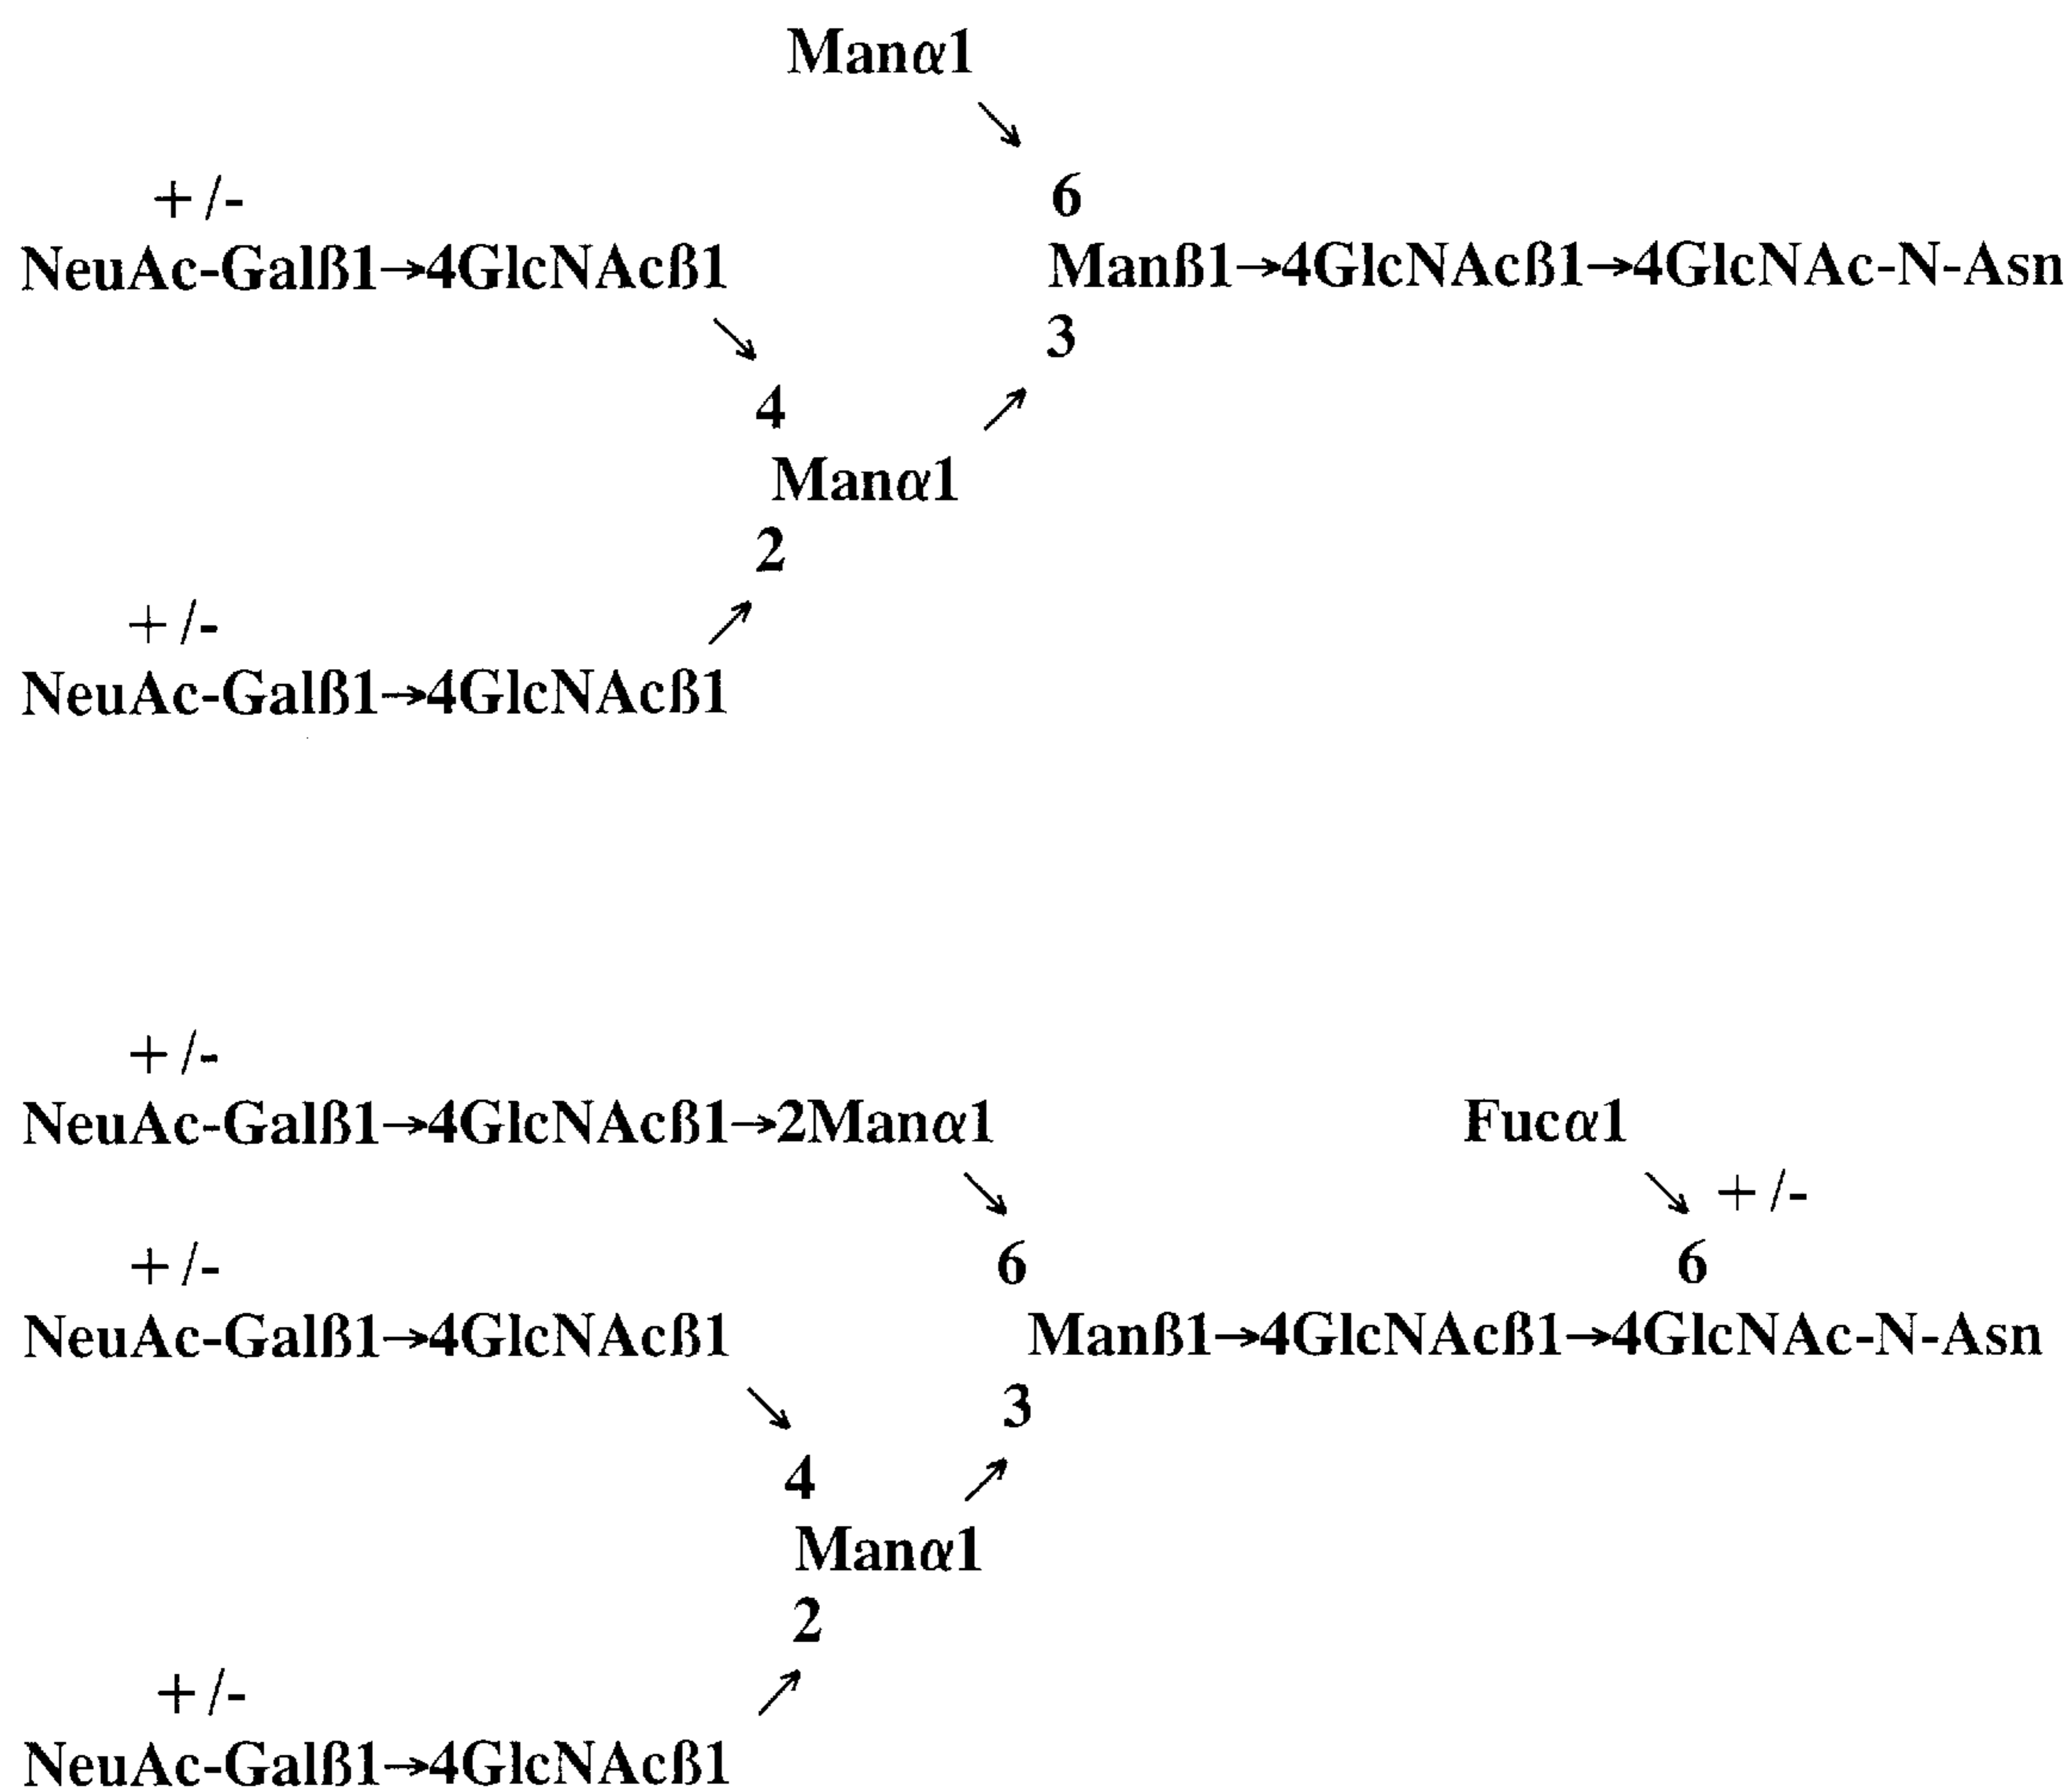 Manα1
6
+/-
NeuAc-Galß1→4GlcNAcß1 Manß1→4GlcNAcß1→4GlcNAc-N-Asn
3
4
Manα1
2
+/-
NeuAc-Galß1→4GlcNAcß1
+/-
NeuAc-Galß1→4GlcNAcß1→2Manα1 Fucα1
+/-
+/- 6 6
NeuAc-Galß1→4GlcNAcß1 Manß1→4GlcNAcß1→4GlcNAc-N-Asn
3
4
Manα1
2
+/-
NeuAc-Galß1→4GlcNAcß1